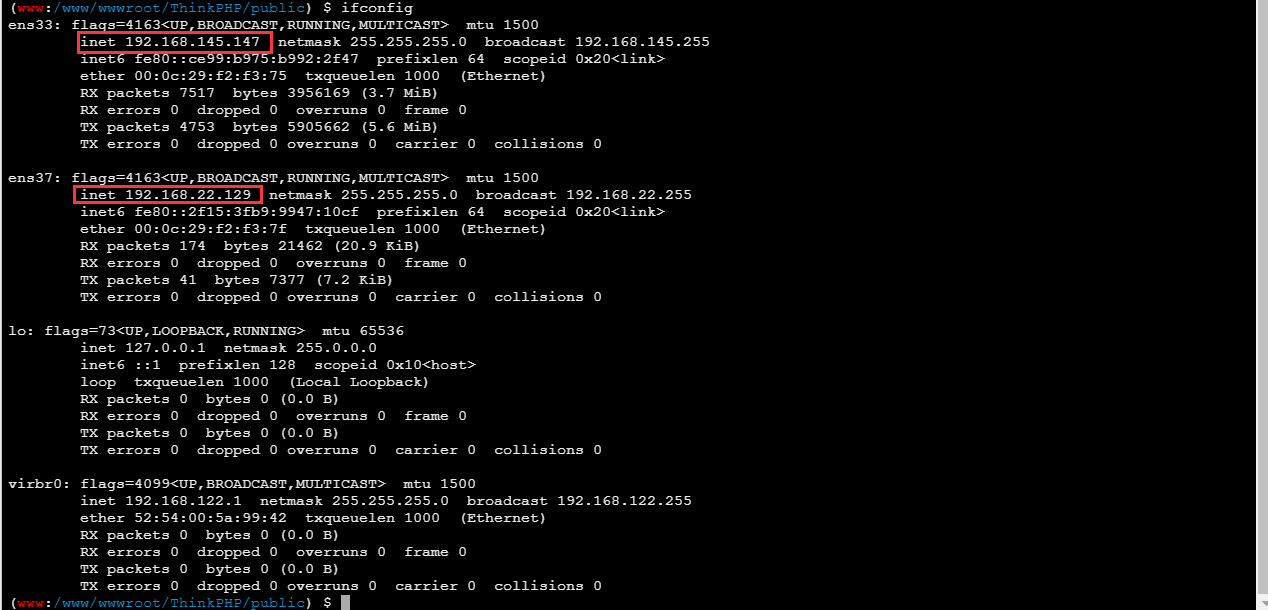 (www:/www/wwwroot/ThinkPHP/public) $ ifconfig
ens33: flags=4163<UP,BROADCAST,RUNNING,MULTICAST>  mtu 1500
        inet 192.168.145.147  netmask 255.255.255.0  broadcast 192.168.145.255
        inet6 fe80::ce99:b975:b992:2f47  prefixlen 64  scopeid 0x20<link>
        ether 00:0c:29:f2:f3:75  txqueuelen 1000  (Ethernet)
        RX packets 7517  bytes 3956169 (3.7 MiB)
        RX errors 0  dropped 0  overruns 0  frame 0
        TX packets 4753  bytes 5905662 (5.6 MiB)
        TX errors 0  dropped 0 overruns 0  carrier 0  collisions 0

ens37: flags=4163<UP,BROADCAST,RUNNING,MULTICAST>  mtu 1500
        inet 192.168.22.129  netmask 255.255.255.0  broadcast 192.168.22.255
        inet6 fe80::2f15:3fb9:9947:10cf  prefixlen 64  scopeid 0x20<link>
        ether 00:0c:29:f2:f3:7f  txqueuelen 1000  (Ethernet)
        RX packets 174  bytes 21462 (20.9 KiB)
        RX errors 0  dropped 0  overruns 0  frame 0
        TX packets 41  bytes 7377 (7.2 KiB)
        TX errors 0  dropped 0 overruns 0  carrier 0  collisions 0

lo: flags=73<UP,LOOPBACK,RUNNING>  mtu 65536
        inet 127.0.0.1  netmask 255.0.0.0
        inet6 ::1  prefixlen 128  scopeid 0x10<host>
        loop  txqueuelen 1000  (Local Loopback)
        RX packets 0  bytes 0 (0.0 B)
        RX errors 0  dropped 0  overruns 0  frame 0
        TX packets 0  bytes 0 (0.0 B)
        TX errors 0  dropped 0 overruns 0  carrier 0  collisions 0

virbr0: flags=4099<UP,BROADCAST,MULTICAST>  mtu 1500
        inet 192.168.122.1  netmask 255.255.255.0  broadcast 192.168.122.255
        ether 52:54:00:5a:99:42  txqueuelen 1000  (Ethernet)
        RX packets 0  bytes 0 (0.0 B)
        RX errors 0  dropped 0  overruns 0  frame 0
        TX packets 0  bytes 0 (0.0 B)
        TX errors 0  dropped 0 overruns 0  carrier 0  collisions 0
(www:/www/wwwroot/ThinkPHP/public) $